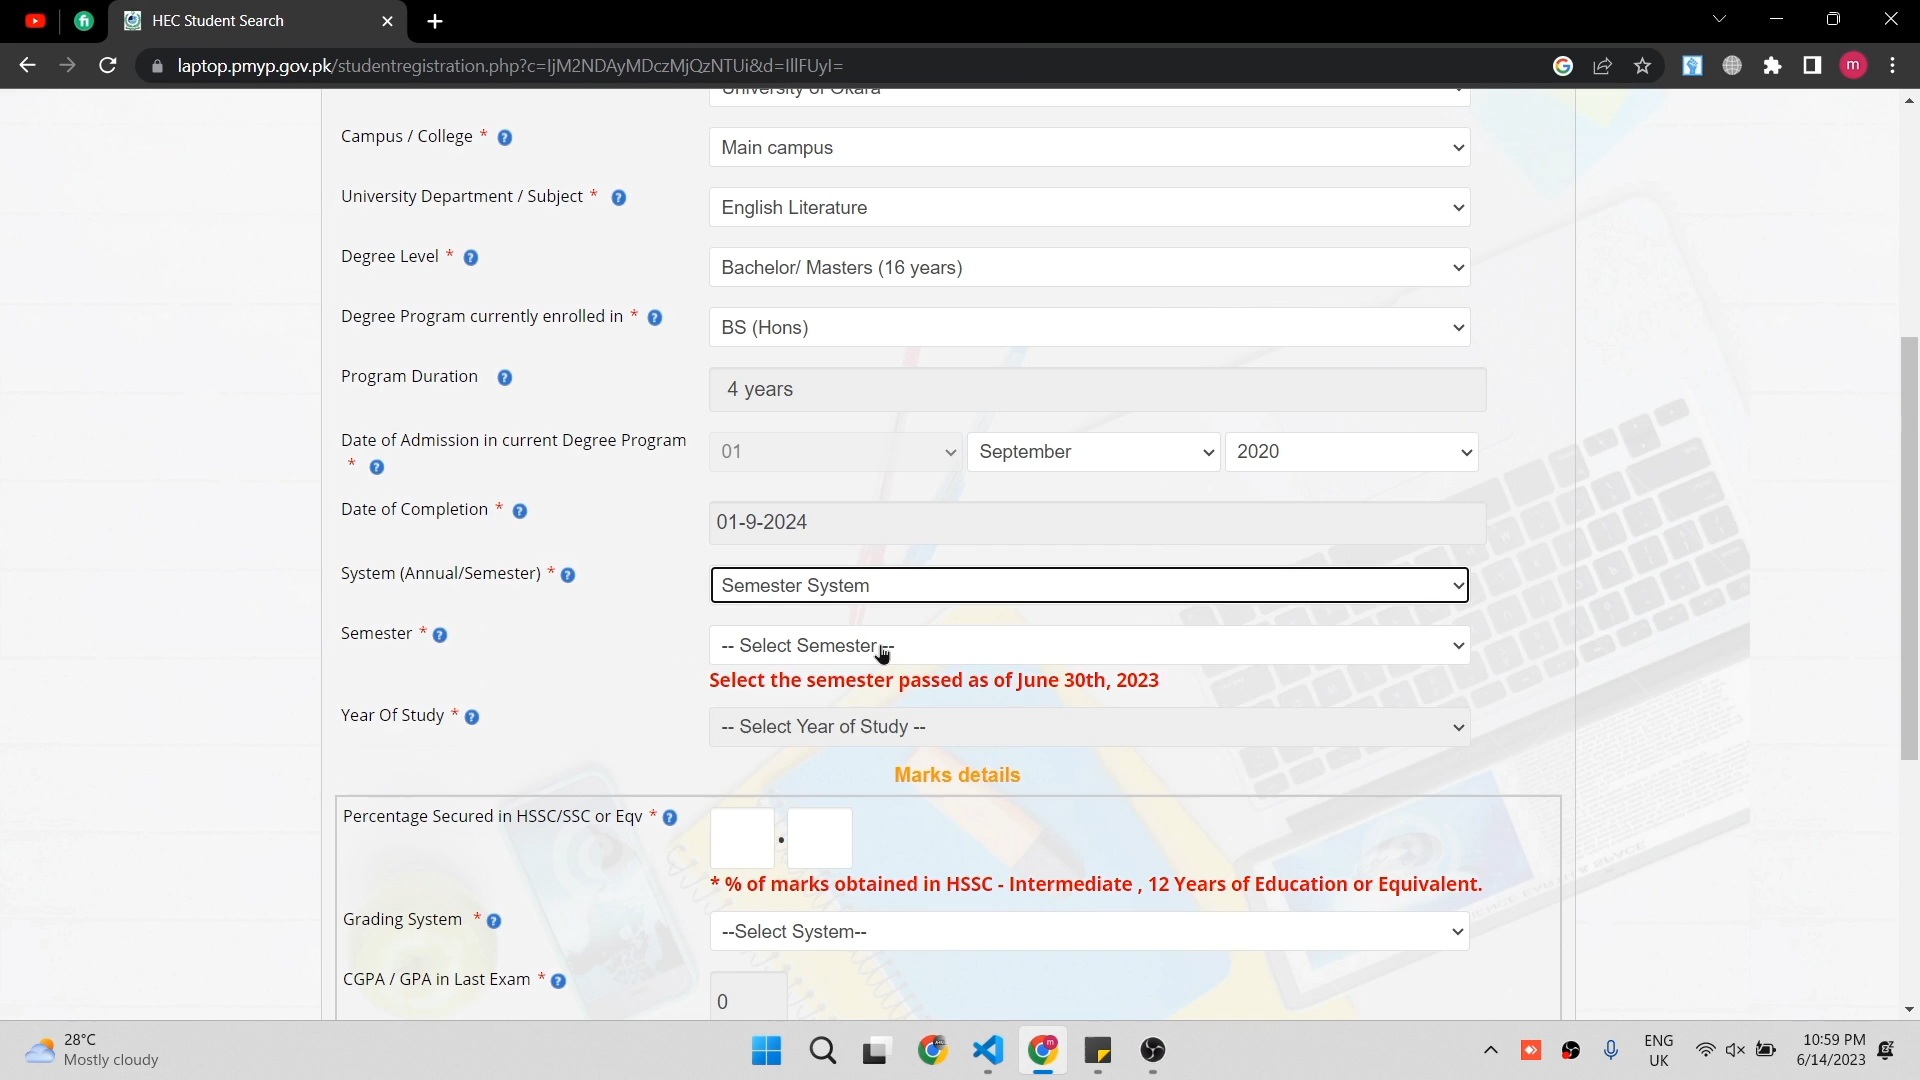 HEC Student Search
laptop.pmyp.gov.pk/studentregistration.php?c=IjM2NDAyMDczMjQzNTUi&d=IllFUyI=
m
University of Okara
Campus / College * ?
Main campus
University Department / Subject * ?
English Literature
Degree Level * ?
Bachelor/ Masters (16 years)
Degree Program currently enrolled in * ?
BS (Hons)
Program Duration ?
4 years
Date of Admission in current Degree Program
* ?
01 September 2020
Date of Completion * ?
01-9-2024
System (Annual/Semester) * ?
Semester System
Semester * ?
-- Select Semester --
Select the semester passed as of June 30th, 2023
Year Of Study * ?
-- Select Year of Study --
Marks details
Percentage Secured in HSSC/SSC or Eqv * ?
.
* % of marks obtained in HSSC - Intermediate , 12 Years of Education or Equivalent.
Grading System * ?
--Select System--
CGPA / GPA in Last Exam * ?
0
28°C
Mostly cloudy
ENG
UK
10:59 PM
6/14/2023